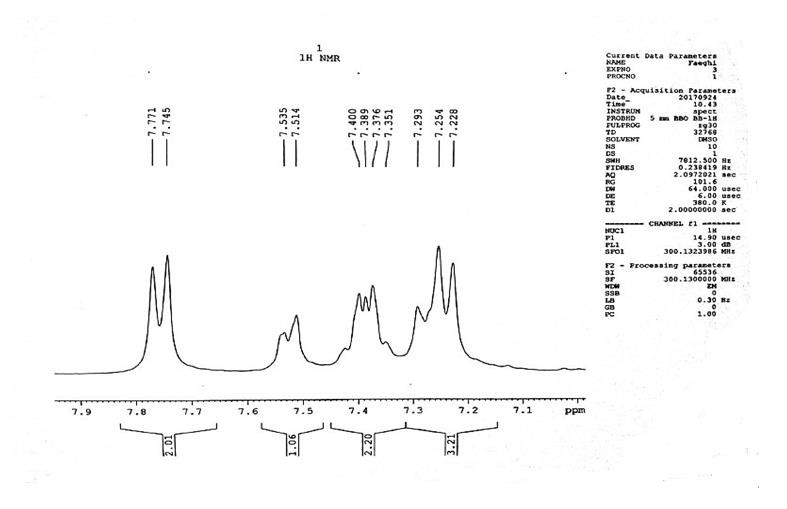 1
1H NMR
7.771
7.745
7.535
7.514
7.400
7.389
7.376
7.351
7.293
7.254
7.228
7.9 7.8 7.7 7.6 7.5 7.4 7.3 7.2 7.1 ppm
2.01
1.06
2.20
3.21
Current Data Parameters
NAME Faeghi
EXPNO 3
PROCNO 1
F2 - Acquisition Parameters
Date_ 20170924
Time 10.43
INSTRUM spect
PROBHD 5 mm BBO BB-1H
PULPROG zg30
TD 32768
SOLVENT DMSO
NS 10
DS 1
SWH 7812.500 Hz
FIDRES 0.238419 Hz
AQ 2.0972021 sec
RG 101.6
DW 64.000 usec
DE 6.00 usec
TE 380.0 K
D1 2.00000000 sec
======== CHANNEL f1 ========
NUC1 1H
P1 14.90 usec
PL1 3.00 dB
SFO1 300.1323986 MHz
F2 - Processing parameters
SI 65536
SF 300.1300000 MHz
WDW EM
SSB 0
LB 0.30 Hz
GB 0
PC 1.00